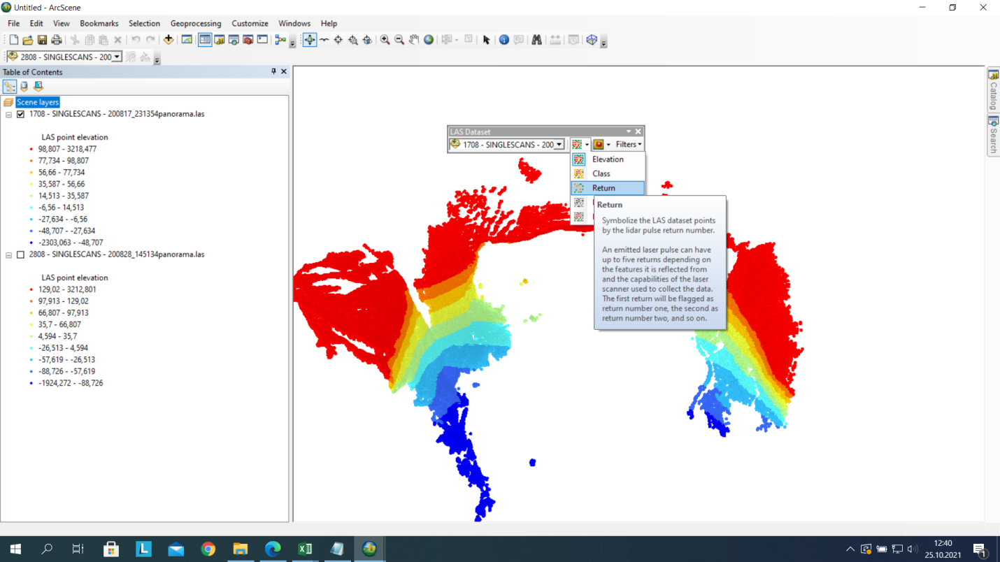 Untitled - ArcScene
File Edit View Bookmarks Selection Geoprocessing Customize Windows Help
2808 - SINGLESCANS - 200
Table of Contents
Scene layers
1708 - SINGLESCANS - 200817_231354panorama.las
LAS point elevation
98,807 - 3218,477
77,734 - 98,807
56,66 - 77,734
35,587 - 56,66
14,513 - 35,587
-6,56 - 14,513
-27,634 - -6,56
-48,707 - -27,634
-2303,063 - -48,707
2808 - SINGLESCANS - 200828_145134panorama.las
LAS point elevation
129,02 - 3212,801
97,913 - 129,02
66,807 - 97,913
35,7 - 66,807
4,594 - 35,7
-26,513 - 4,594
-57,619 - -26,513
-88,726 - -57,619
-1924,272 - -88,726
LAS Dataset
1708 - SINGLESCANS - 200
Filters
Elevation
Class
Return
Return
Symbolize the LAS dataset points
by the lidar pulse return number.
An emitted laser pulse can have
up to five returns depending on
the features it is reflected from
and the capabilities of the laser
scanner used to collect the data.
The first return will be flagged as
return number one, the second as
return number two, and so on.
Catalog
Search
12:40
25.10.2021
1